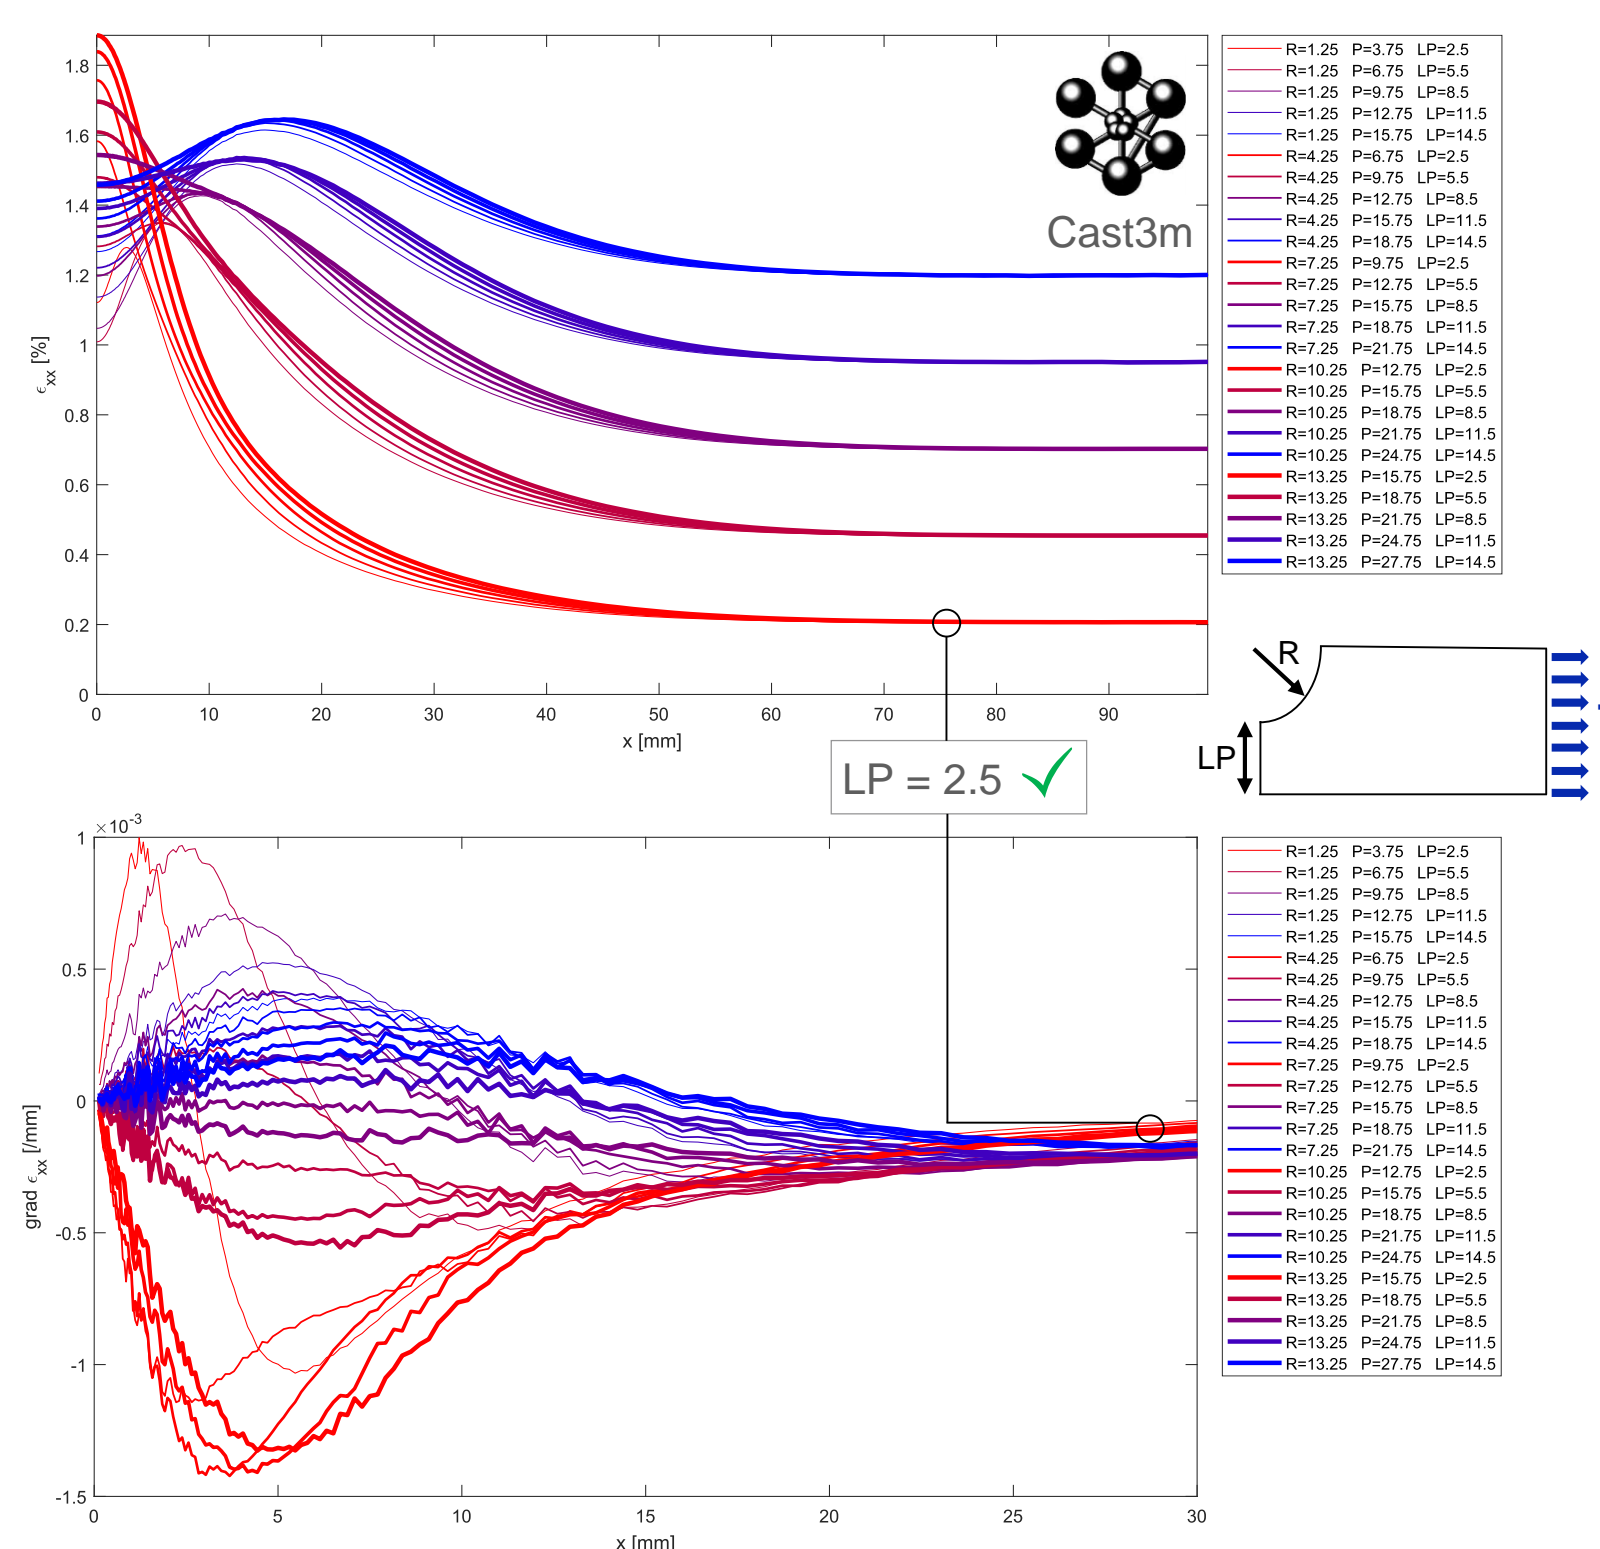 1.8
1.6
1.4
1.2
1
0.8
0.6
0.4
0.2
0
ϵxx [%]
0 10 20 30 40 50 60 70 80 90
x [mm]
Cast3m
R=1.25 P=3.75 LP=2.5
R=1.25 P=6.75 LP=5.5
R=1.25 P=9.75 LP=8.5
R=1.25 P=12.75 LP=11.5
R=1.25 P=15.75 LP=14.5
R=4.25 P=6.75 LP=2.5
R=4.25 P=9.75 LP=5.5
R=4.25 P=12.75 LP=8.5
R=4.25 P=15.75 LP=11.5
R=4.25 P=18.75 LP=14.5
R=7.25 P=9.75 LP=2.5
R=7.25 P=12.75 LP=5.5
R=7.25 P=15.75 LP=8.5
R=7.25 P=18.75 LP=11.5
R=7.25 P=21.75 LP=14.5
R=10.25 P=12.75 LP=2.5
R=10.25 P=15.75 LP=5.5
R=10.25 P=18.75 LP=8.5
R=10.25 P=21.75 LP=11.5
R=10.25 P=24.75 LP=14.5
R=13.25 P=15.75 LP=2.5
R=13.25 P=18.75 LP=5.5
R=13.25 P=21.75 LP=8.5
R=13.25 P=24.75 LP=11.5
R=13.25 P=27.75 LP=14.5
R
LP
LP = 2.5 ✓
×10-3
1
0.5
0
-0.5
-1
-1.5
grad ϵxx [/mm]
0 5 10 15 20 25 30
x [mm]
R=1.25 P=3.75 LP=2.5
R=1.25 P=6.75 LP=5.5
R=1.25 P=9.75 LP=8.5
R=1.25 P=12.75 LP=11.5
R=1.25 P=15.75 LP=14.5
R=4.25 P=6.75 LP=2.5
R=4.25 P=9.75 LP=5.5
R=4.25 P=12.75 LP=8.5
R=4.25 P=15.75 LP=11.5
R=4.25 P=18.75 LP=14.5
R=7.25 P=9.75 LP=2.5
R=7.25 P=12.75 LP=5.5
R=7.25 P=15.75 LP=8.5
R=7.25 P=18.75 LP=11.5
R=7.25 P=21.75 LP=14.5
R=10.25 P=12.75 LP=2.5
R=10.25 P=15.75 LP=5.5
R=10.25 P=18.75 LP=8.5
R=10.25 P=21.75 LP=11.5
R=10.25 P=24.75 LP=14.5
R=13.25 P=15.75 LP=2.5
R=13.25 P=18.75 LP=5.5
R=13.25 P=21.75 LP=8.5
R=13.25 P=24.75 LP=11.5
R=13.25 P=27.75 LP=14.5